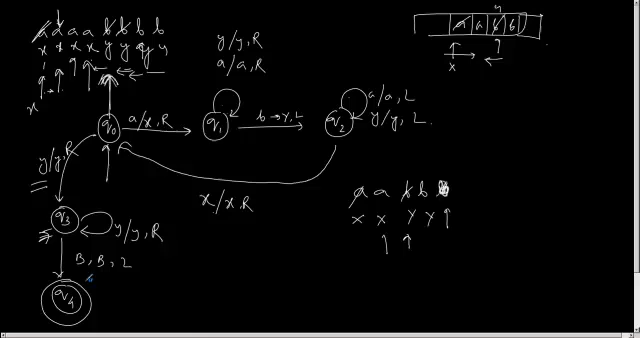 a a a a b b b b
x x x x y y y y
x
y
a a b b
x
y/y, R
a/a, R
a/x, R
q0
q1
b → Y, L
q2
a/a, L
y/y, L
y/y, R
x/x, R
a a b b
x x Y Y
q3
y/y, R
B, B, L
q4